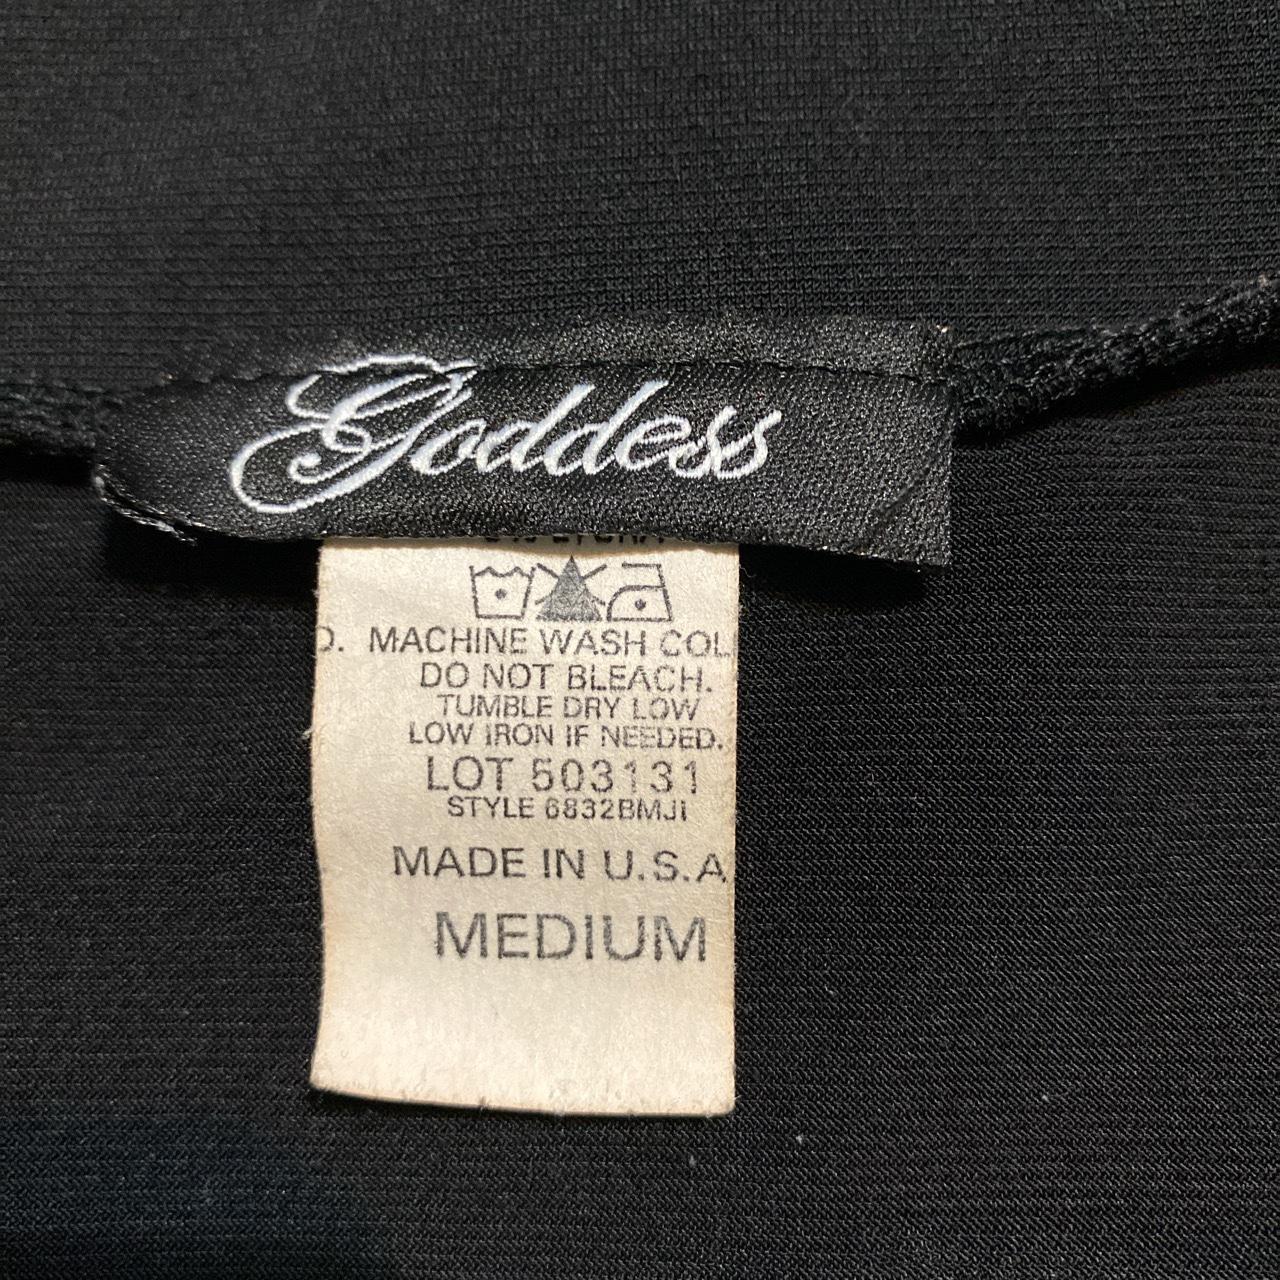 Goddess
D. MACHINE WASH COL
DO NOT BLEACH.
TUMBLE DRY LOW
LOW IRON IF NEEDED.
LOT 503131
STYLE 6832BMJI
MADE IN U.S.A
MEDIUM